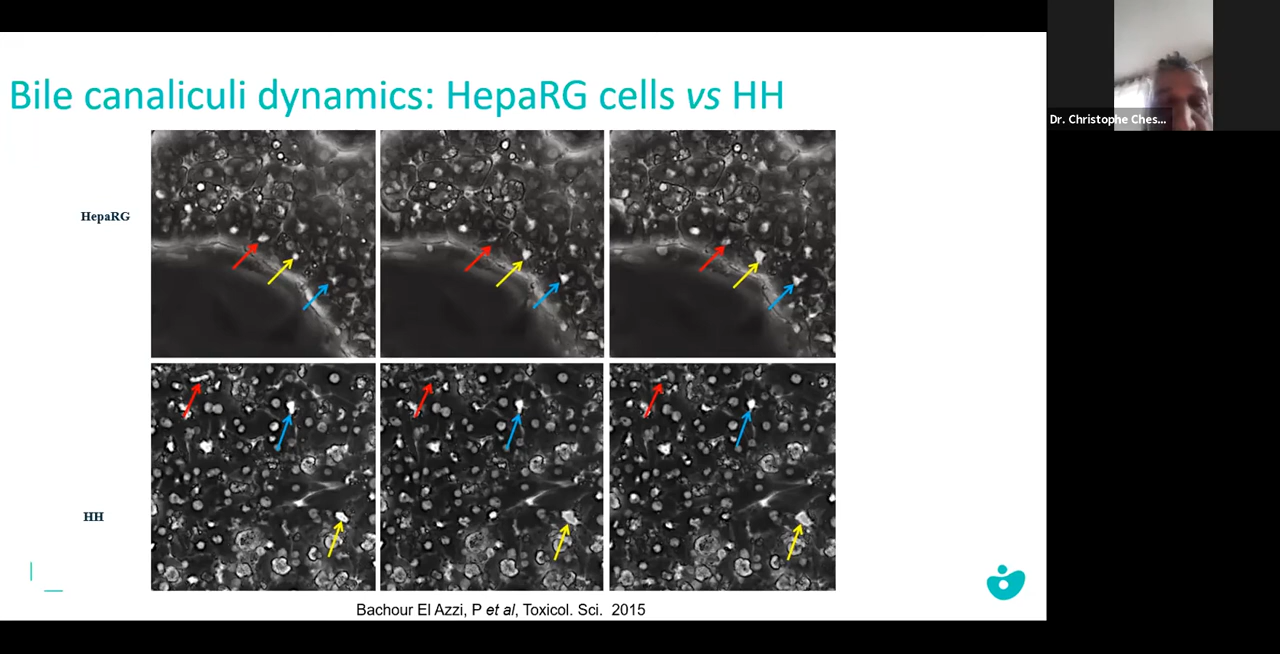 Bile canaliculi dynamics: HepaRG cells vs HH
Dr. Christophe Ches...
HepaRG
HH
Bachour El Azzi, P et al, Toxicol. Sci. 2015